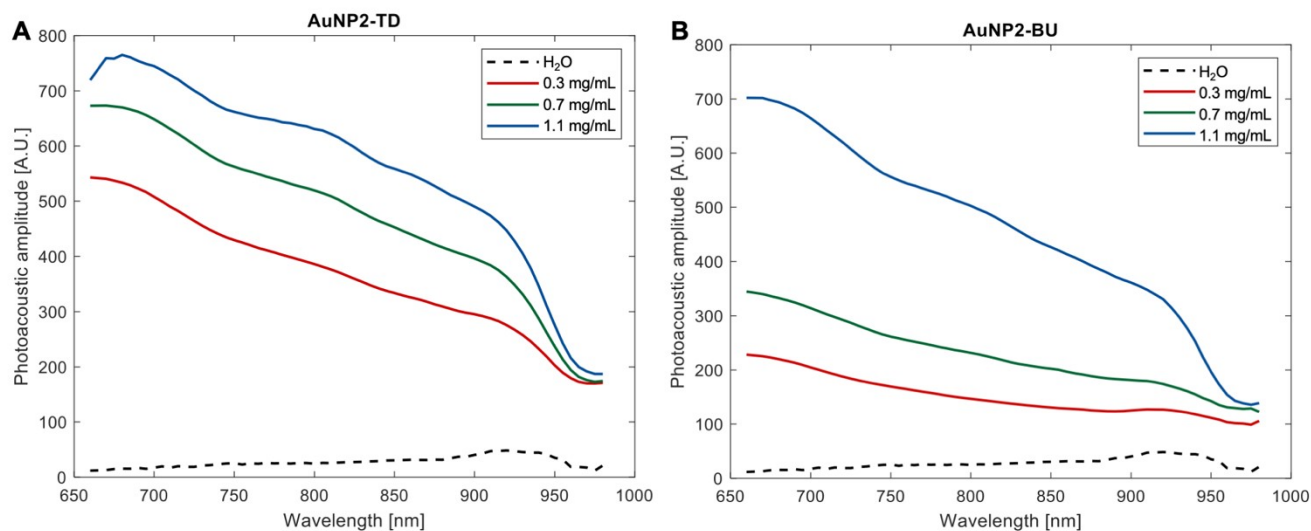 A
AuNP2-TD
800
700
600
500
400
300
200
100
0
Photoacoustic amplitude [A.U.]
650 700 750 800 850 900 950 1000
Wavelength [nm]
H₂O
0.3 mg/mL
0.7 mg/mL
1.1 mg/mL
B
AuNP2-BU
800
700
600
500
400
300
200
100
0
Photoacoustic amplitude [A.U.]
650 700 750 800 850 900 950 1000
Wavelength [nm]
H₂O
0.3 mg/mL
0.7 mg/mL
1.1 mg/mL